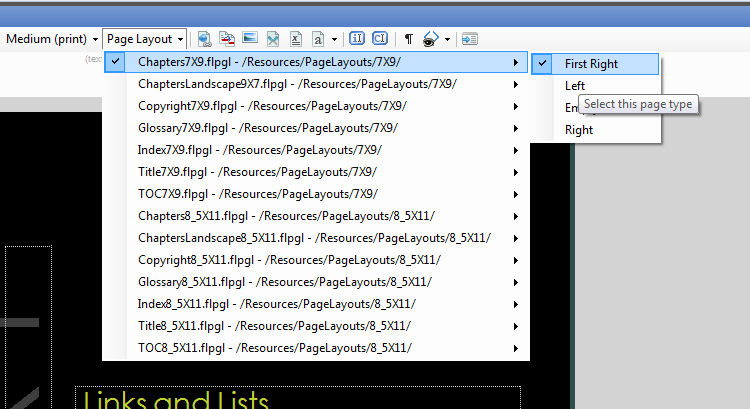 Medium (print) Page Layout a ¶
(tex
Chapters7X9.flpgl - /Resources/PageLayouts/7X9/
ChaptersLandscape9X7.flpgl - /Resources/PageLayouts/7X9/
Copyright7X9.flpgl - /Resources/PageLayouts/7X9/
Glossary7X9.flpgl - /Resources/PageLayouts/7X9/
Index7X9.flpgl - /Resources/PageLayouts/7X9/
Title7X9.flpgl - /Resources/PageLayouts/7X9/
TOC7X9.flpgl - /Resources/PageLayouts/7X9/
Chapters8_5X11.flpgl - /Resources/PageLayouts/8_5X11/
ChaptersLandscape8_5X11.flpgl - /Resources/PageLayouts/8_5X11/
Copyright8_5X11.flpgl - /Resources/PageLayouts/8_5X11/
Glossary8_5X11.flpgl - /Resources/PageLayouts/8_5X11/
Index8_5X11.flpgl - /Resources/PageLayouts/8_5X11/
Title8_5X11.flpgl - /Resources/PageLayouts/8_5X11/
TOC8_5X11.flpgl - /Resources/PageLayouts/8_5X11/
First Right
Left
Select this page type
Right
Links and Lists